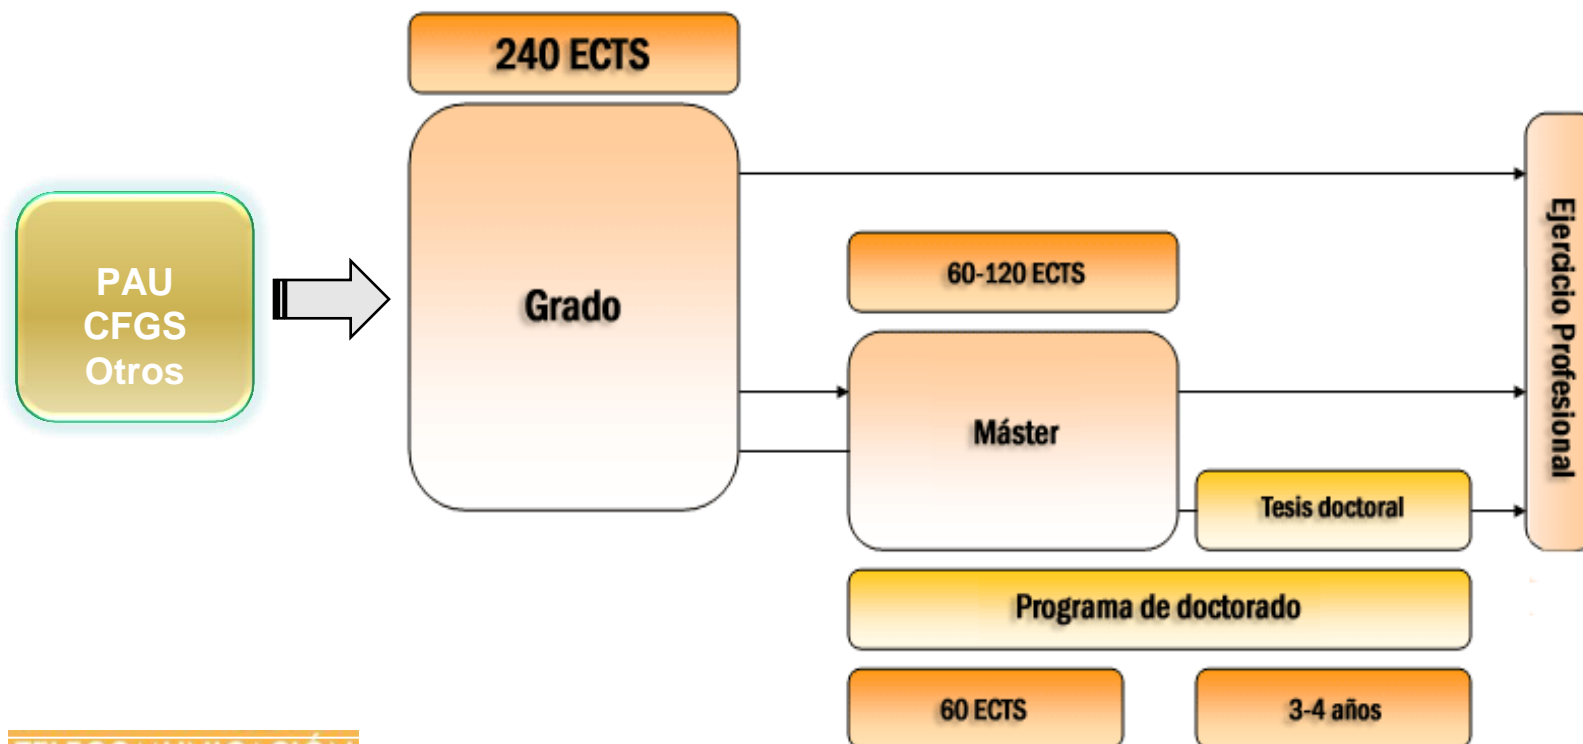 240 ECTS
PAU
CFGS
Otros
Grado
60-120 ECTS
Máster
Tesis doctoral
Ejercicio Profesional
Programa de doctorado
60 ECTS
3-4 años